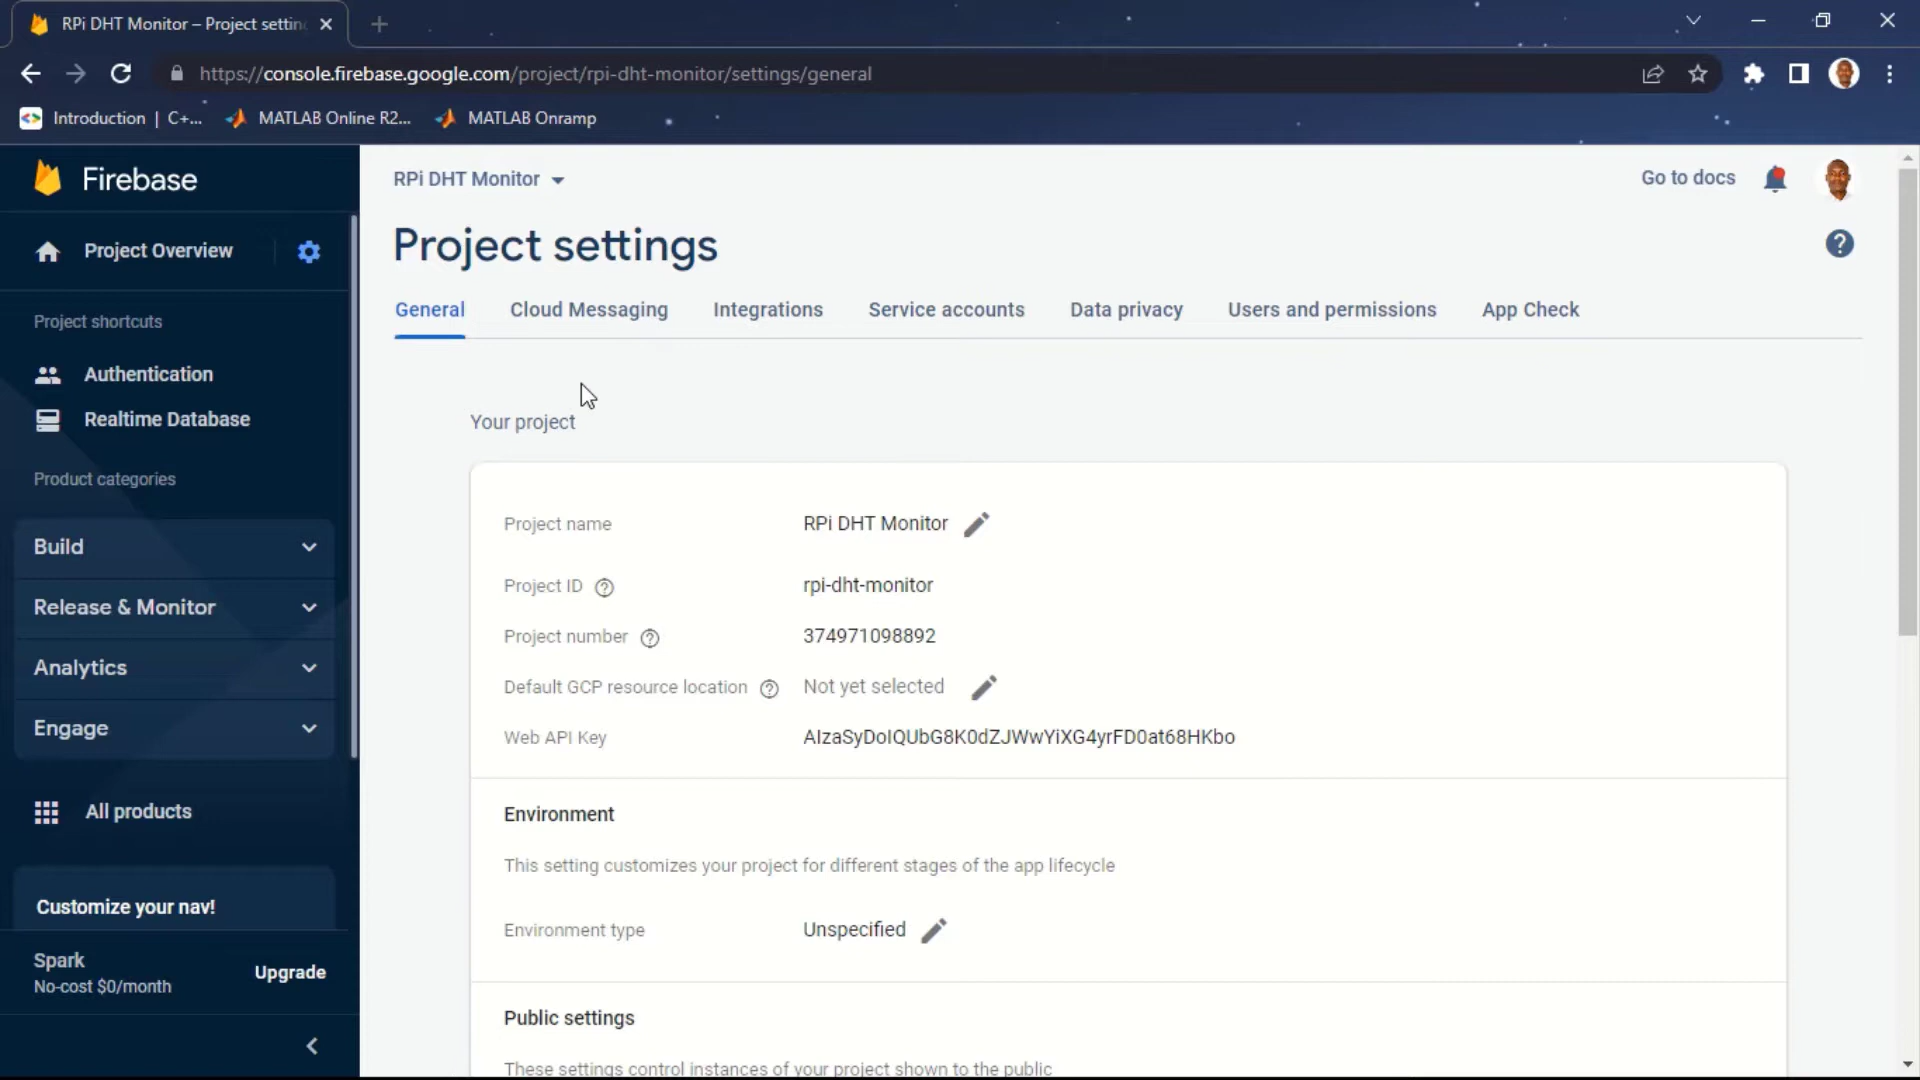 RPi DHT Monitor – Project settin
https://console.firebase.google.com/project/rpi-dht-monitor/settings/general
Introduction | C+... MATLAB Online R2... MATLAB Onramp
Firebase
RPi DHT Monitor
Go to docs
Project Overview
Project settings
General Cloud Messaging Integrations Service accounts Data privacy Users and permissions App Check
Project shortcuts
Authentication
Realtime Database
Product categories
Build
Release & Monitor
Analytics
Engage
All products
Customize your nav!
Spark
No-cost $0/month
Upgrade
Your project
Project name RPi DHT Monitor
Project ID rpi-dht-monitor
Project number 374971098892
Default GCP resource location Not yet selected
Web API Key AIzaSyDoIQUbG8K0dZJWwYiXG4yrFD0at68HKbo
Environment
This setting customizes your project for different stages of the app lifecycle
Environment type Unspecified
Public settings
These settings control instances of your project shown to the public